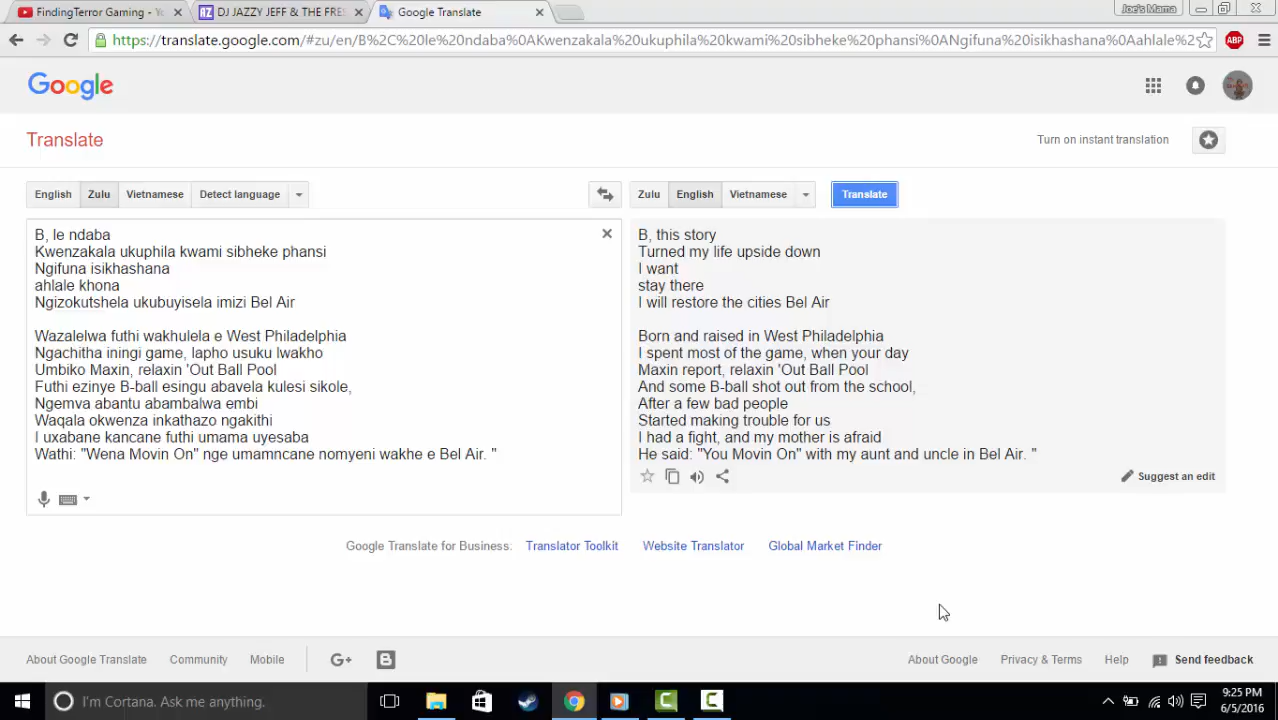 FindingTerror Gaming - Yo
DJ JAZZY JEFF & THE FRES
Google Translate
Joe's Mama
https://translate.google.com/#zu/en/B%2C%20le%20ndaba%0AKwenzakala%20ukuphila%20kwami%20sibheke%20phansi%0ANgifuna%20isikhashana%0Aahlale%2
ABP
Google
Translate
Turn on instant translation
English Zulu Vietnamese Detect language
Zulu English Vietnamese Translate
B, le ndaba
Kwenzakala ukuphila kwami sibheke phansi
Ngifuna isikhashana
ahlale khona
Ngizokutshela ukubuyisela imizi Bel Air
Wazalelwa futhi wakhulela e West Philadelphia
Ngachitha iningi game, lapho usuku lwakho
Umbiko Maxin, relaxin 'Out Ball Pool
Futhi ezinye B-ball esingu abavela kulesi sikole,
Ngemva abantu abambalwa embi
Waqala okwenza inkathazo ngakithi
I uxabane kancane futhi umama uyesaba
Wathi: "Wena Movin On" nge umamncane nomyeni wakhe e Bel Air. "
B, this story
Turned my life upside down
I want
stay there
I will restore the cities Bel Air
Born and raised in West Philadelphia
I spent most of the game, when your day
Maxin report, relaxin 'Out Ball Pool
And some B-ball shot out from the school,
After a few bad people
Started making trouble for us
I had a fight, and my mother is afraid
He said: "You Movin On" with my aunt and uncle in Bel Air. "
Suggest an edit
Google Translate for Business: Translator Toolkit Website Translator Global Market Finder
About Google Translate Community Mobile G+ B About Google Privacy & Terms Help Send feedback
I'm Cortana. Ask me anything.
9:25 PM
6/5/2016